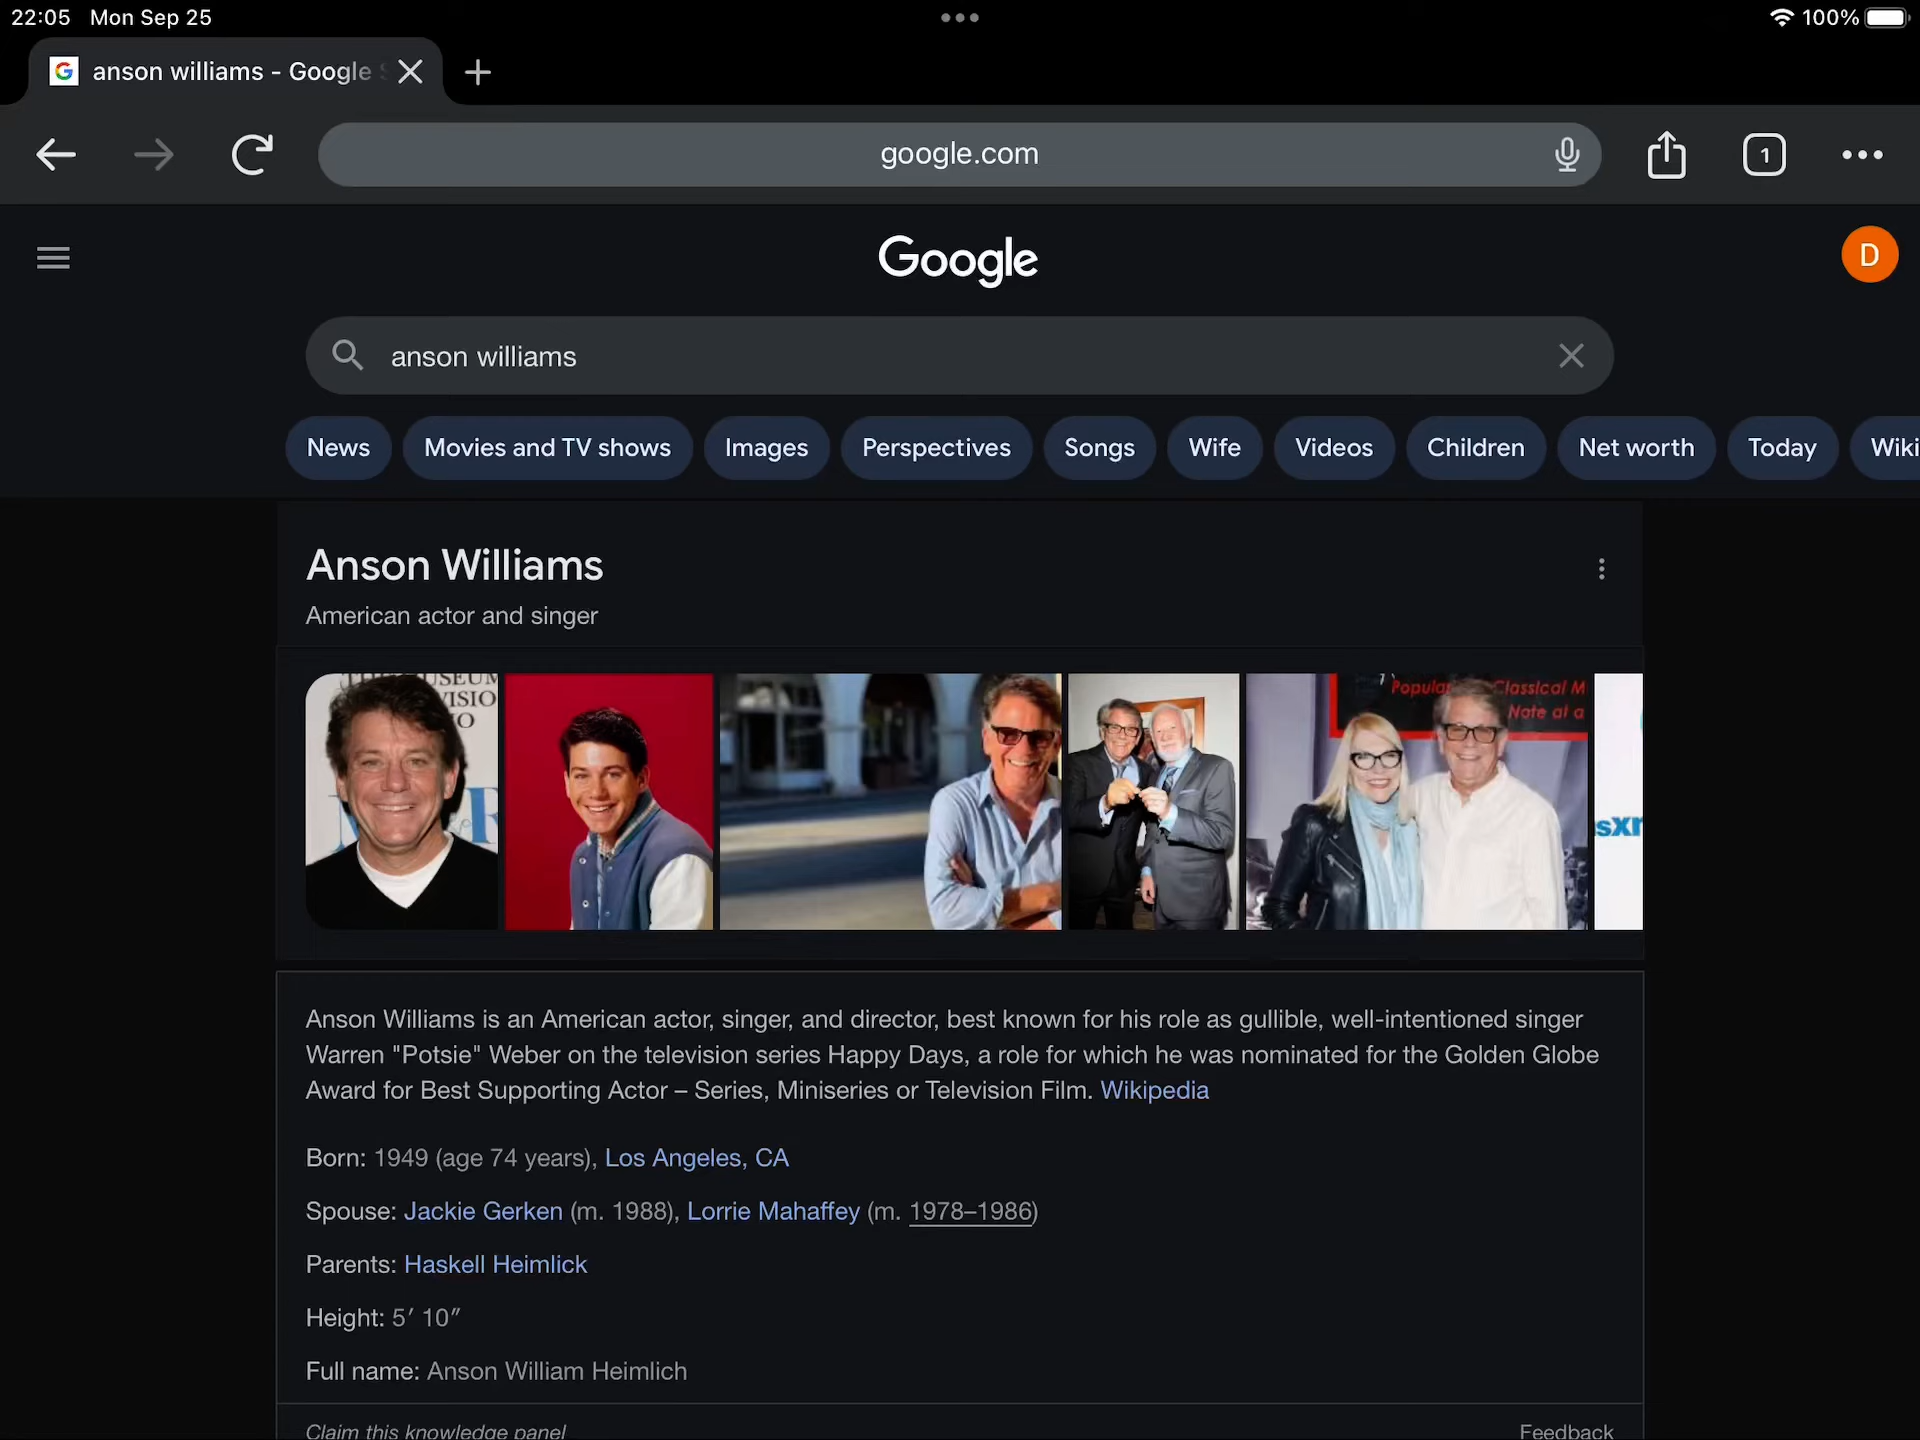 22:05 Mon Sep 25
100%
anson williams - Google
google.com
1
Google
D
anson williams
News Movies and TV shows Images Perspectives Songs Wife Videos Children Net worth Today Wiki
Anson Williams
American actor and singer
Popular Classical M
Note at a
Anson Williams is an American actor, singer, and director, best known for his role as gullible, well-intentioned singer
Warren "Potsie" Weber on the television series Happy Days, a role for which he was nominated for the Golden Globe
Award for Best Supporting Actor – Series, Miniseries or Television Film. Wikipedia
Born: 1949 (age 74 years), Los Angeles, CA
Spouse: Jackie Gerken (m. 1988), Lorrie Mahaffey (m. 1978–1986)
Parents: Haskell Heimlick
Height: 5′ 10″
Full name: Anson William Heimlich
Claim this knowledge panel
Feedback